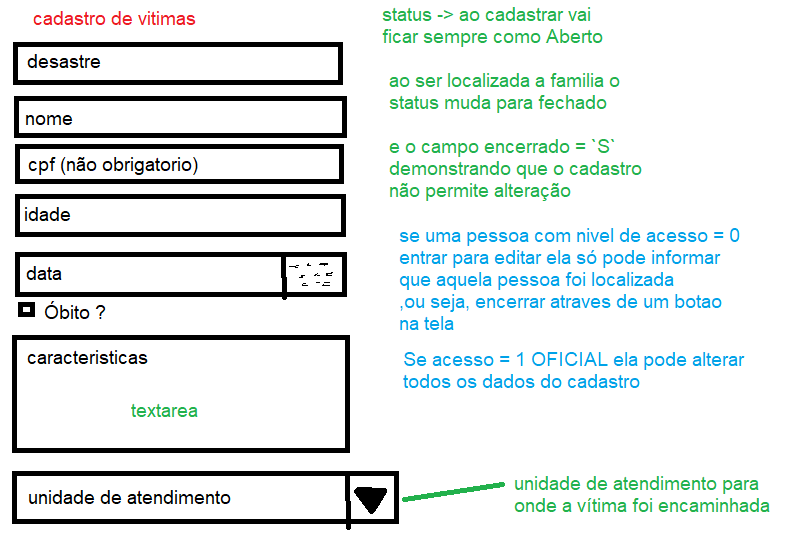 cadastro de vitimas
desastre
nome
cpf (não obrigatorio)
idade
data
Óbito ?
caracteristicas
textarea
unidade de atendimento
status -> ao cadastrar vai
ficar sempre como Aberto
ao ser localizada a familia o
status muda para fechado
e o campo encerrado = `S`
demonstrando que o cadastro
não permite alteração
se uma pessoa com nivel de acesso = 0
entrar para editar ela só pode informar
que aquela pessoa foi localizada
,ou seja, encerrar atraves de um botao
na tela
Se acesso = 1 OFICIAL ela pode alterar
todos os dados do cadastro
unidade de atendimento para
onde a vítima foi encaminhada